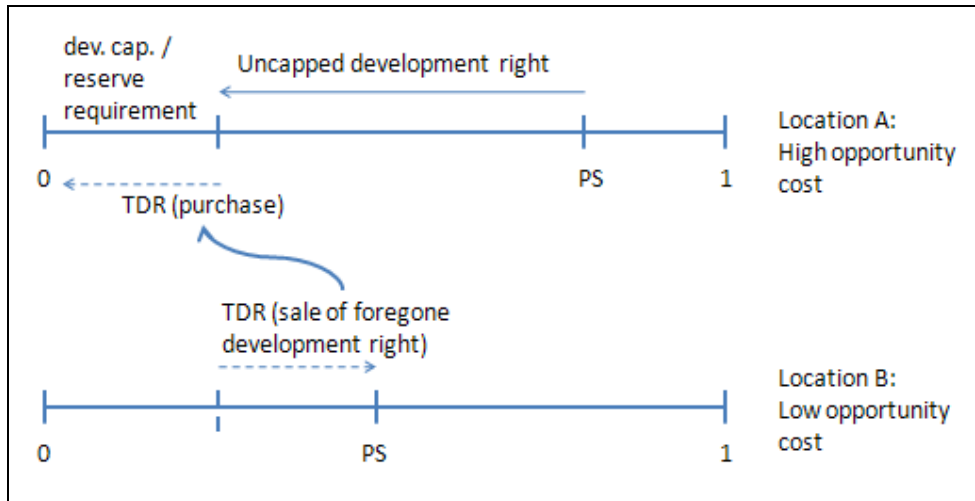 dev. cap. /
reserve
requirement
Uncapped development right
Location A:
High opportunity
cost
0
PS
1
TDR (purchase)
TDR (sale of foregone
development right)
Location B:
Low opportunity
cost
0
PS
1